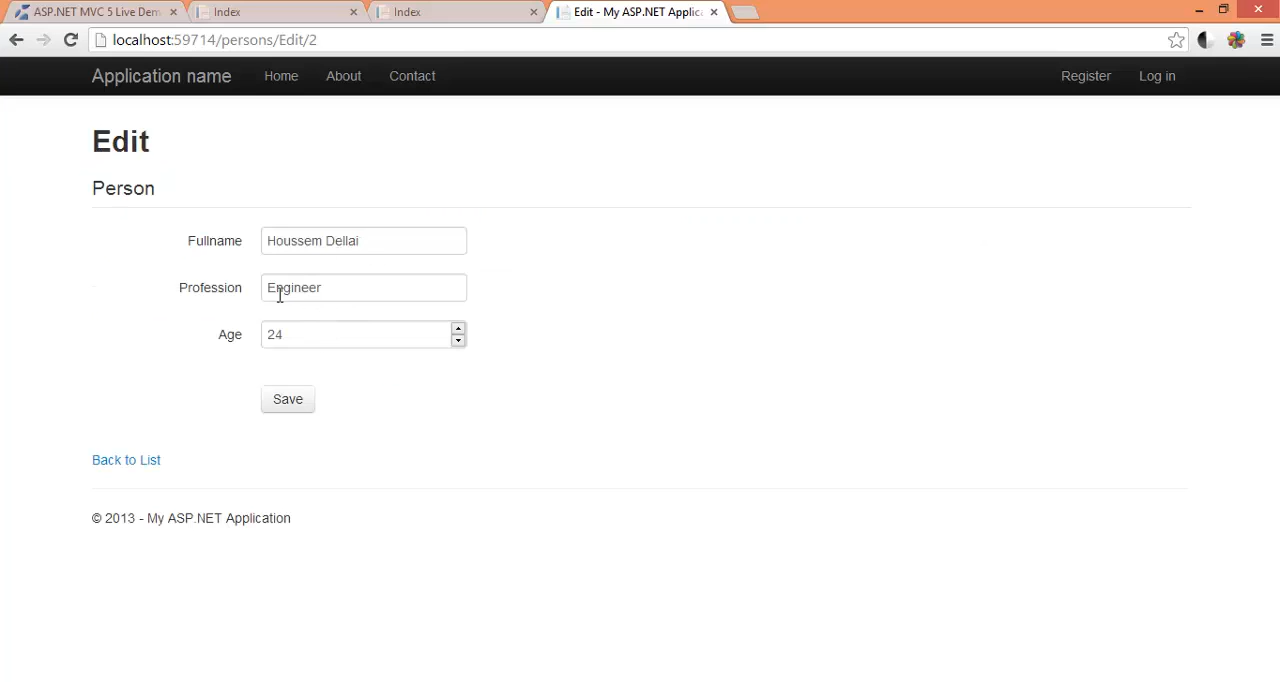 ASP.NET MVC 5 Live Dem
Index
Index
Edit - My ASP.NET Applica
localhost:59714/persons/Edit/2
Application name
Home
About
Contact
Register
Log in
Edit
Person
Fullname
Houssem Dellai
Profession
Engineer
Age
24
Save
Back to List
© 2013 - My ASP.NET Application